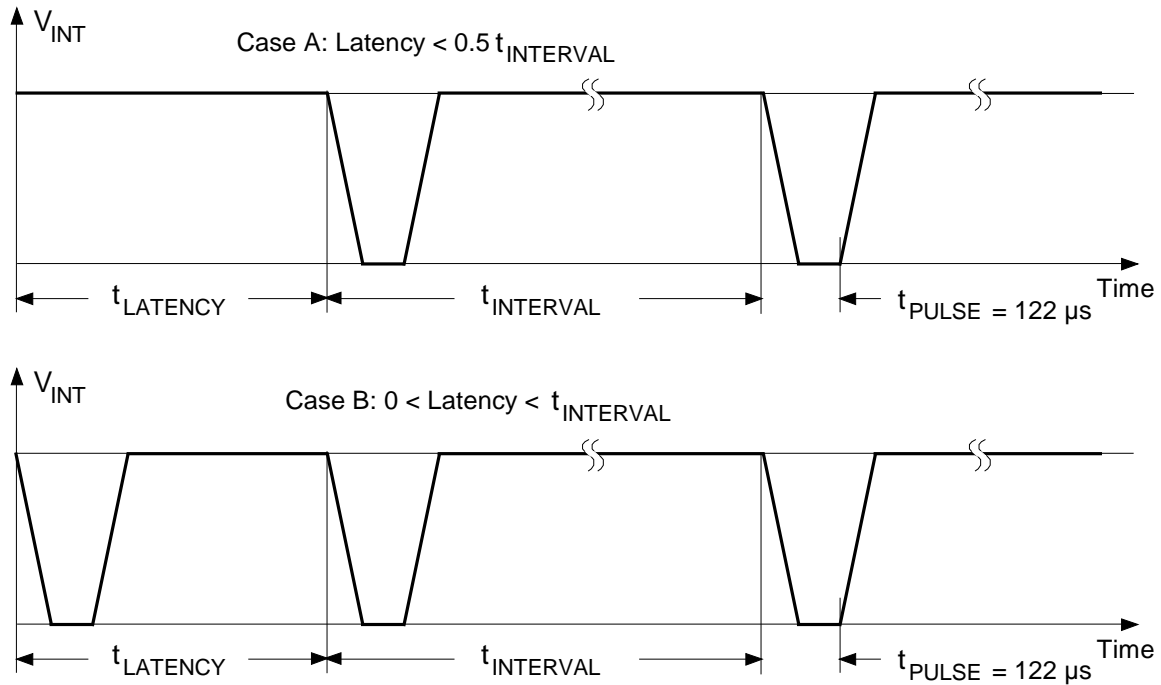 V_INT
Case A: Latency < 0.5 t_INTERVAL
t_LATENCY
t_INTERVAL
t_PULSE = 122 µs
Time
V_INT
Case B: 0 < Latency < t_INTERVAL
t_LATENCY
t_INTERVAL
t_PULSE = 122 µs
Time